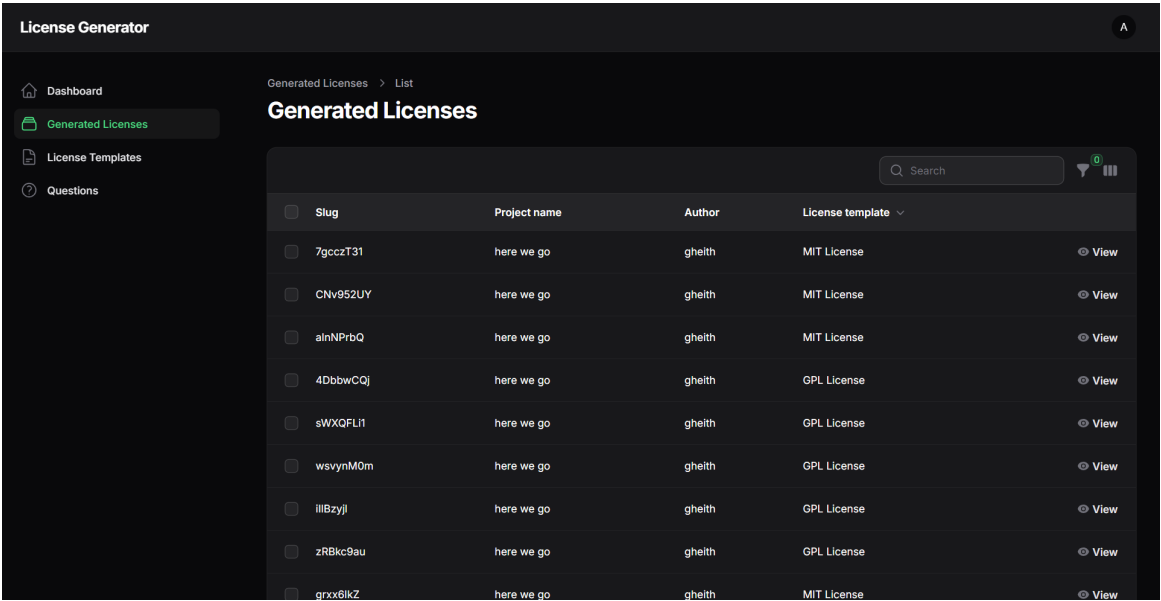 License Generator
A
Dashboard
Generated Licenses
License Templates
Questions
Generated Licenses > List
Generated Licenses
Search
0
Slug Project name Author License template
7gcczT31 here we go gheith MIT License View
CNv952UY here we go gheith MIT License View
here we go gheith MIT License View
4DbbwCQj here we go gheith GPL License View
sWXQFLi1 here we go gheith GPL License View
wsvynM0m here we go gheith GPL License View
here we go gheith GPL License View
zRBkc9au here we go gheith GPL License View
here we go gheith MIT License View